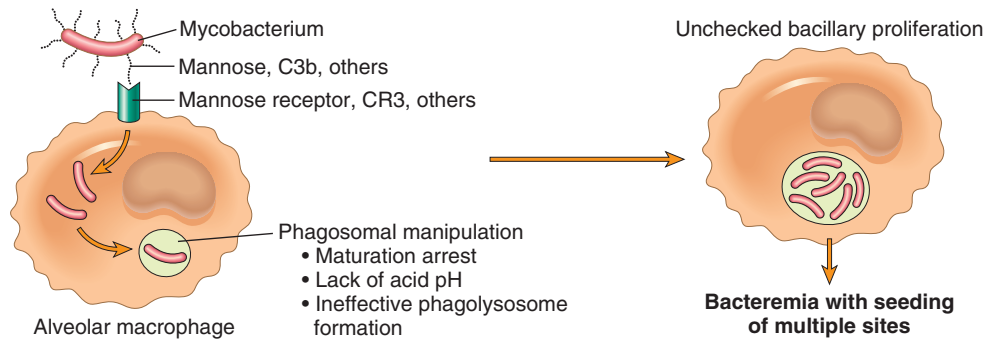 Mycobacterium
Mannose, C3b, others
Mannose receptor, CR3, others
Phagosomal manipulation
• Maturation arrest
• Lack of acid pH
• Ineffective phagolysosome
formation
Alveolar macrophage
Unchecked bacillary proliferation
Bacteremia with seeding
of multiple sites